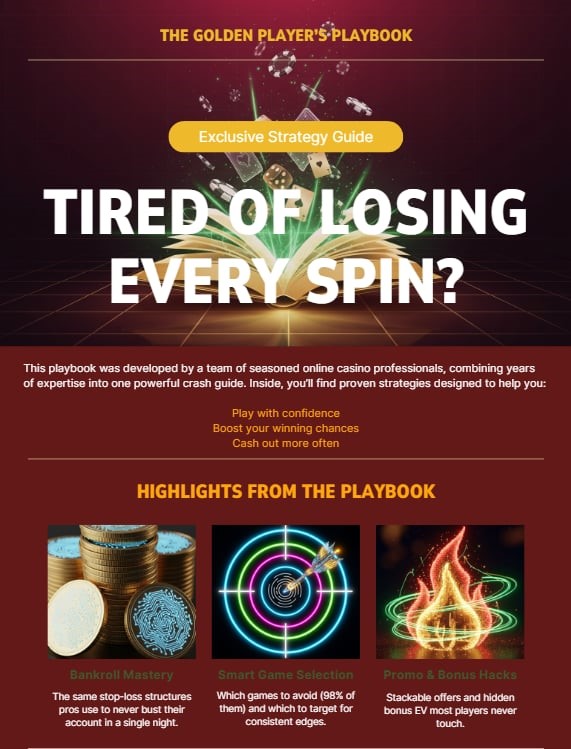 THE GOLDEN PLAYER'S PLAYBOOK
Exclusive Strategy Guide
TIRED OF LOSING
EVERY SPIN?
This playbook was developed by a team of seasoned online casino professionals, combining years
of expertise into one powerful crash guide. Inside, you'll find proven strategies designed to help you:
Play with confidence
Boost your winning chances
Cash out more often
HIGHLIGHTS FROM THE PLAYBOOK
Bankroll Mastery
The same stop-loss structures
pros use to never bust their
account in a single night.
Smart Game Selection
Which games to avoid (98% of
them) and which to target for
consistent edges.
Promo & Bonus Hacks
Stackable offers and hidden
bonus EV most players never
touch.